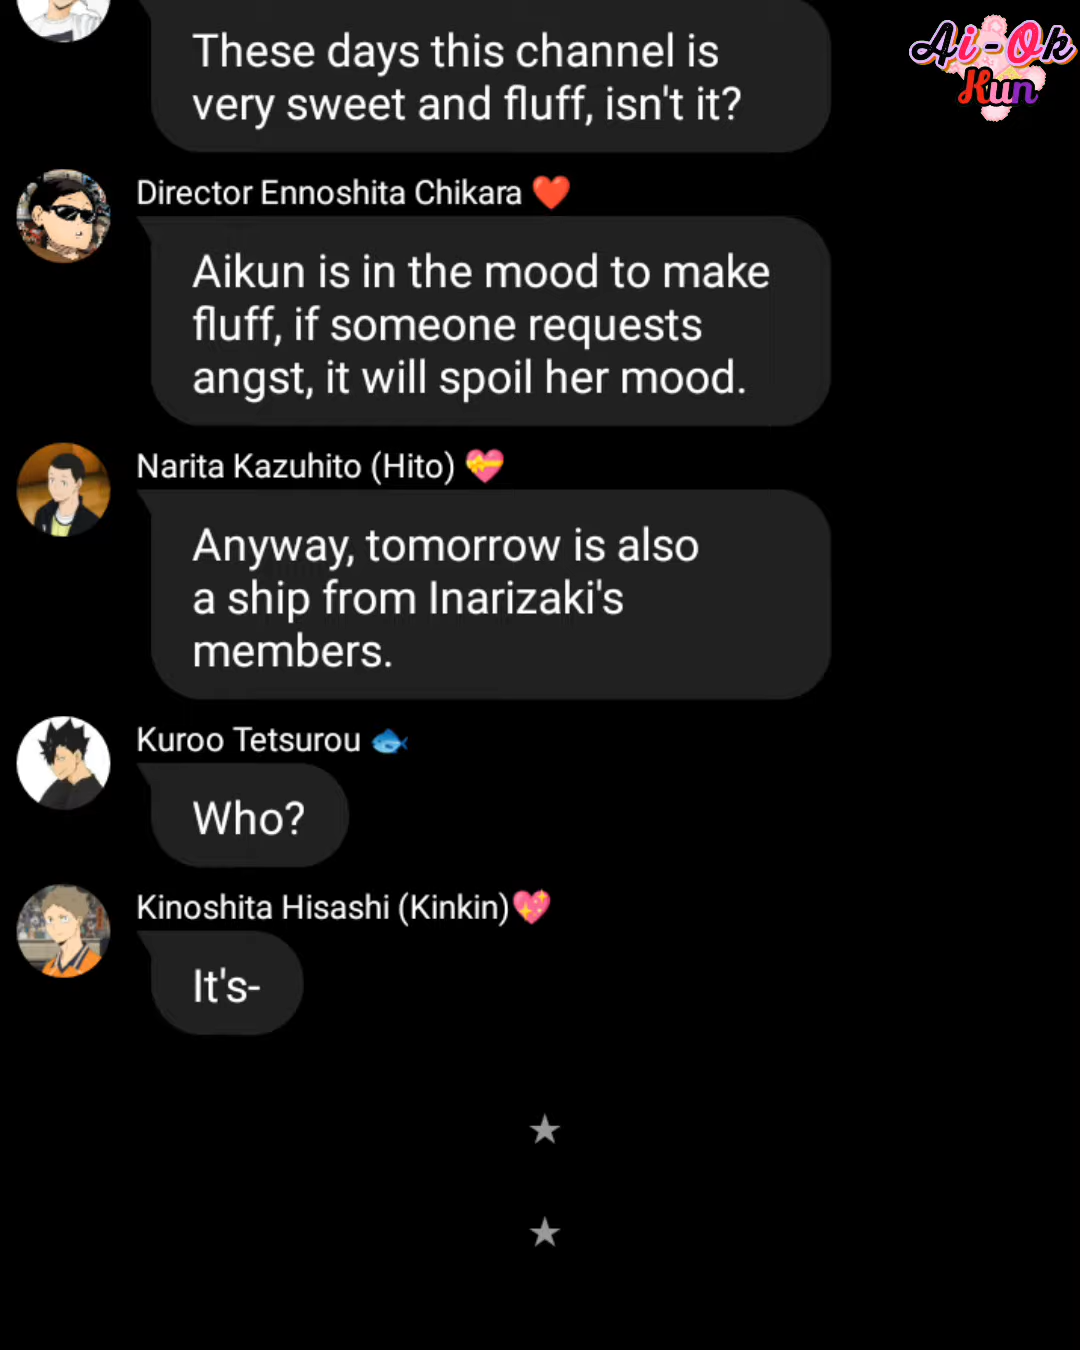 These days this channel is
very sweet and fluff, isn't it?
Ai-Ok
Kun
Director Ennoshita Chikara ❤️
Aikun is in the mood to make
fluff, if someone requests
angst, it will spoil her mood.
Narita Kazuhito (Hito) 💝
Anyway, tomorrow is also
a ship from Inarizaki's
members.
Kuroo Tetsurou 🐟
Who?
Kinoshita Hisashi (Kinkin)💖
It's-
★
★